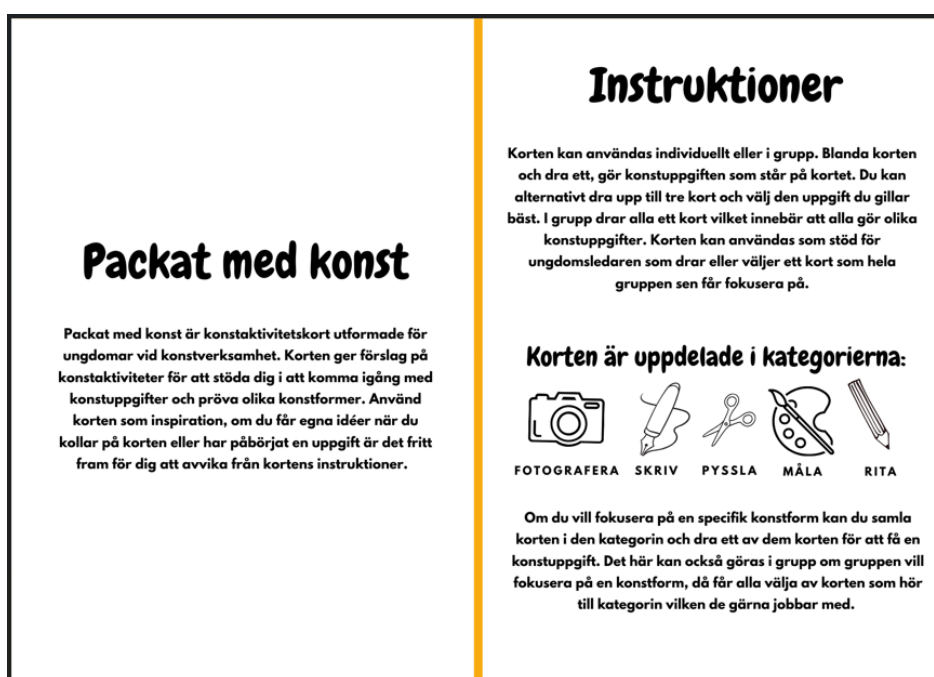 Packat med konst
Packat med konst är konstaktivitetskort utformade för
ungdomar vid konstverksamhet. Korten ger förslag på
konstaktiviteter för att stöda dig i att komma igång med
konstuppgifter och pröva olika konstformer. Använd
korten som inspiration, om du får egna idéer när du
kollar på korten eller har påbörjat en uppgift är det fritt
fram för dig att avvika från kortens instruktioner.
Instruktioner
Korten kan användas individuellt eller i grupp. Blanda korten
och dra ett, gör konstuppgiften som står på kortet. Du kan
alternativt dra upp till tre kort och välj den uppgift du gillar
bäst. I grupp drar alla ett kort vilket innebär att alla gör olika
konstuppgifter. Korten kan användas som stöd för
ungdomsledaren som drar eller väljer ett kort som hela
gruppen sen får fokusera på.
Korten är uppdelade i kategorierna:
FOTOGRAFERA SKRIV PYSSLA MÅLA RITA
Om du vill fokusera på en specifik konstform kan du samla
korten i den kategorin och dra ett av dem korten för att få en
konstuppgift. Det här kan också göras i grupp om gruppen vill
fokusera på en konstform, då får alla välja av korten som hör
till kategorin vilken de gärna jobbar med.